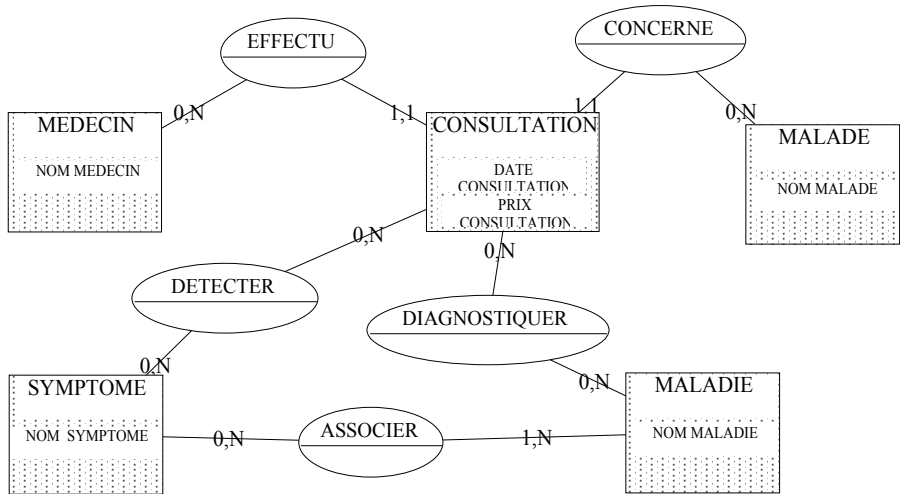 EFFECTU
CONCERNE
0,N
1,1
1,1
0,N
MEDECIN
NOM MEDECIN
CONSULTATION
DATE
CONSULTATION
PRIX
CONSULTATION
MALADE
NOM MALADE
0,N
0,N
DETECTER
DIAGNOSTIQUER
0,N
0,N
SYMPTOME
NOM SYMPTOME
MALADIE
NOM MALADIE
0,N
ASSOCIER
1,N